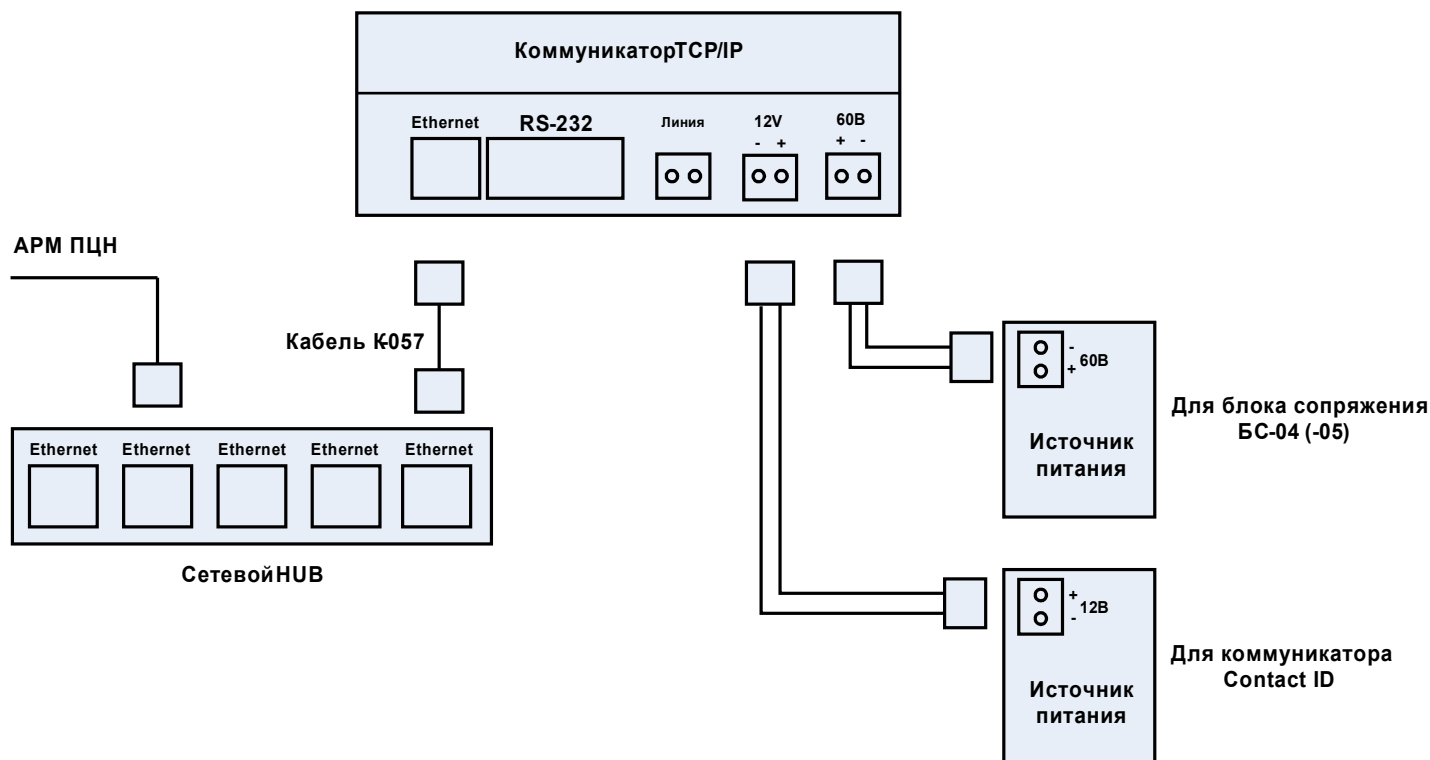 КоммуникаторTCP/IP
Ethernet RS-232 Линия 12V 60В
- + + -
АРМ ПЦН
Кабель К-057
Ethernet Ethernet Ethernet Ethernet Ethernet
СетевойHUB
-
+ 60В
Источник
питания
Для блока сопряжения
БС-04 (-05)
+
- 12В
Источник
питания
Для коммуникатора
Contact ID